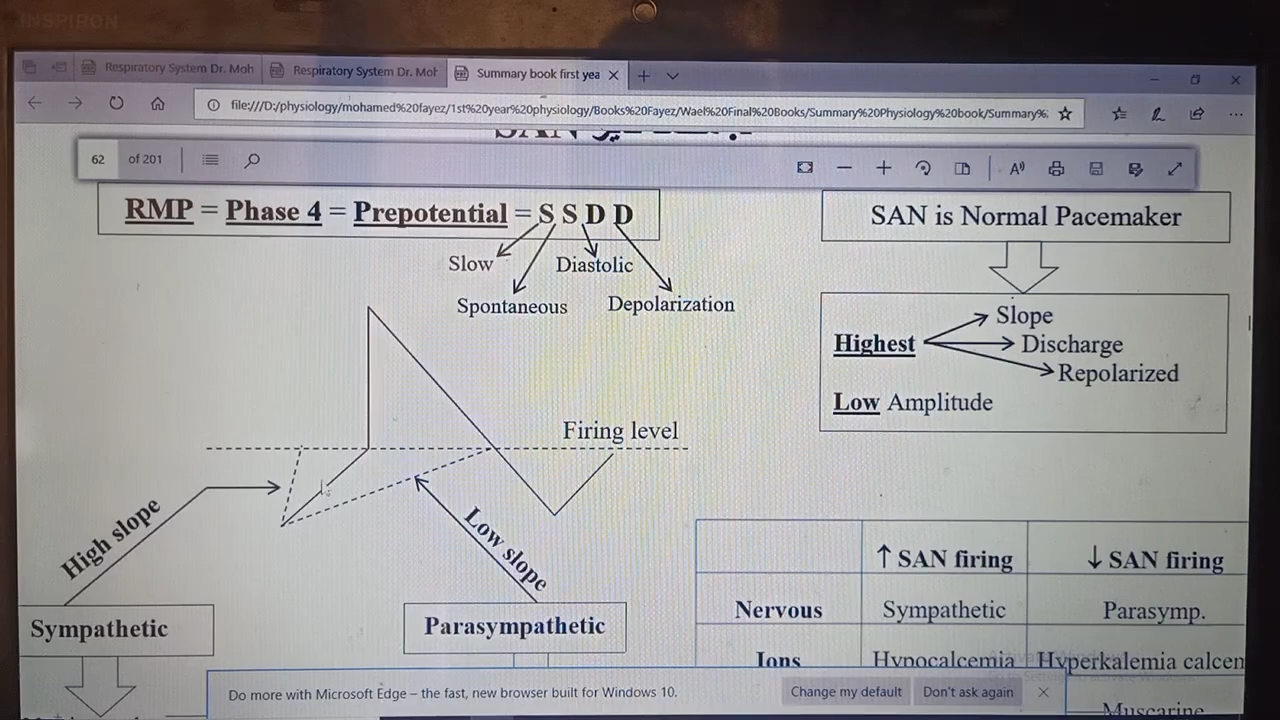 INSPIRON
Respiratory System Dr. Moh
Respiratory System Dr. Mol
Summary book first yea
file:///D:/physiology/mohamed%20fayez/1st%20year%20physiology/Books%20Fayez/Wael%20Final%20Books/Summary%20Physiology%20book/Summary%
SAN
62 of 201
RMP = Phase 4 = Prepotential = S S D D
Slow
Diastolic
Spontaneous
Depolarization
SAN is Normal Pacemaker
Slope
Highest
Discharge
Repolarized
Low Amplitude
Firing level
High slope
Low slope
Sympathetic
Parasympathetic
↑ SAN firing
↓ SAN firing
Nervous
Sympathetic
Parasymp.
Ions
Hypocalcemia
Hyperkalemia calcen
Muscarine
Do more with Microsoft Edge – the fast, new browser built for Windows 10.
Change my default
Don't ask again